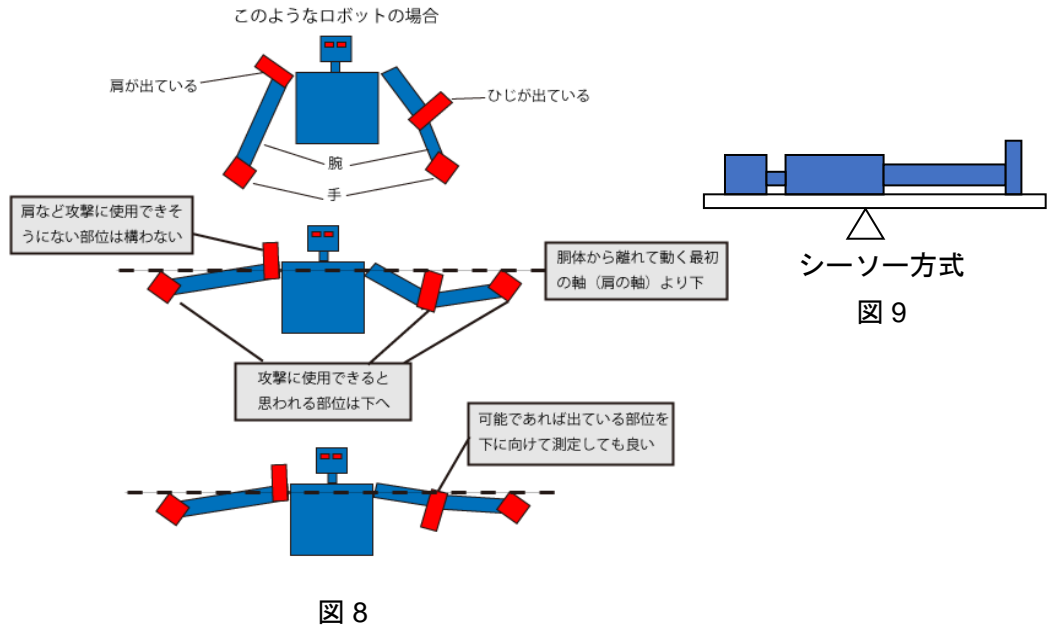 このようなロボットの場合
肩が出ている
ひじが出ている
腕
手
肩など攻撃に使用できそ
うにない部位は構わない
胴体から離れて動く最初
の軸（肩の軸）より下
攻撃に使用できると
思われる部位は下へ
可能であれば出ている部位を
下に向けて測定しても良い
図 8
シーソー方式
図 9